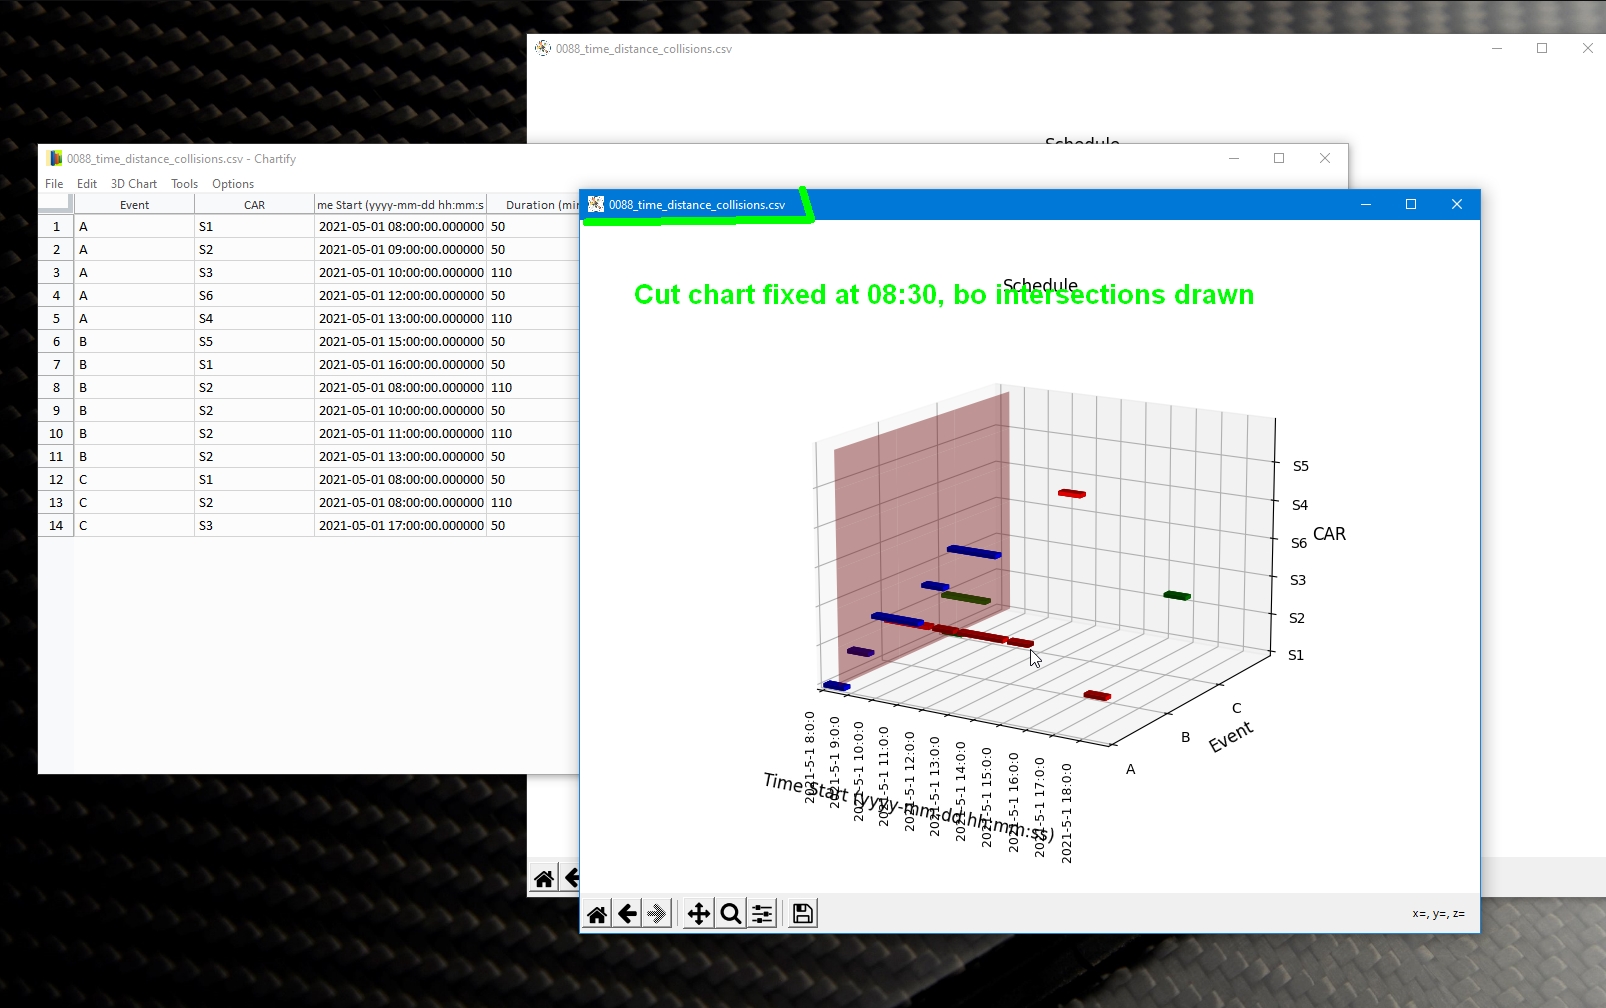 0088_time_distance_collisions.csv
Schedule
0088_time_distance_collisions.csv - Chartify
File Edit 3D Chart Tools Options
Event CAR me Start (yyyy-mm-dd hh:mm:s Duration (min
1 A S1 2021-05-01 08:00:00.000000 50
2 A S2 2021-05-01 09:00:00.000000 50
3 A S3 2021-05-01 10:00:00.000000 110
4 A S6 2021-05-01 12:00:00.000000 50
5 A S4 2021-05-01 13:00:00.000000 110
6 B S5 2021-05-01 15:00:00.000000 50
7 B S1 2021-05-01 16:00:00.000000 50
8 B S2 2021-05-01 08:00:00.000000 110
9 B S2 2021-05-01 10:00:00.000000 50
10 B S2 2021-05-01 11:00:00.000000 110
11 B S2 2021-05-01 13:00:00.000000 50
12 C S1 2021-05-01 08:00:00.000000 50
13 C S2 2021-05-01 08:00:00.000000 110
14 C S3 2021-05-01 17:00:00.000000 50
0088_time_distance_collisions.csv
Schedule
Cut chart fixed at 08:30, bo intersections drawn
S5
S4
S6
CAR
S3
S2
S1
C
B
Event
A
2021-5-1 8:0:0
2021-5-1 9:0:0
2021-5-1 10:0:0
2021-5-1 11:0:0
2021-5-1 12:0:0
2021-5-1 13:0:0
2021-5-1 14:0:0
2021-5-1 15:0:0
2021-5-1 16:0:0
2021-5-1 17:0:0
2021-5-1 18:0:0
Time Start (yyyy-mm-dd hh:mm:ss)
x=, y=, z=